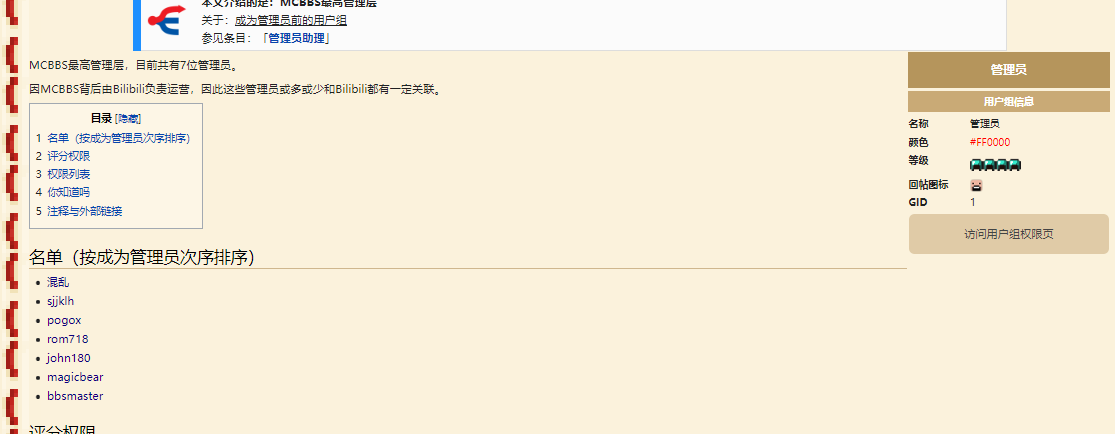 本文介绍的是：MCBBS最高管理层
关于：成为管理员前的用户组
参见条目：「管理员助理」
MCBBS最高管理层，目前共有7位管理员。
因MCBBS背后由Bilibili负责运营，因此这些管理员或多或少和Bilibili都有一定关联。
目录 [隐藏]
1 名单（按成为管理员次序排序）
2 评分权限
3 权限列表
4 你知道吗
5 注释与外部链接
管理员
用户组信息
名称 管理员
颜色 #FF0000
等级
回帖图标
GID 1
访问用户组权限页
名单（按成为管理员次序排序）
混乱
sjjklh
pogox
rom718
john180
magicbear
bbsmaster
评分权限